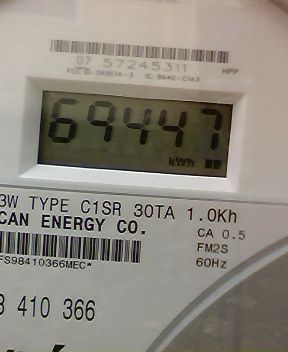 07 57245311
NPP
69447
kWh
3W TYPE C1SR 30TA 1.0Kh
CAN ENERGY CO.
CA 0.5
FM2S
60Hz
FS98410366MEC*
3 410 366